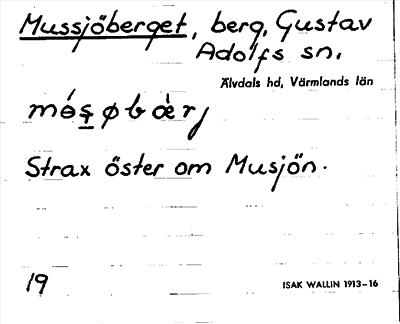 Mussjöberget, berg, Gustav
Adolfs sn.
Älvdals hd, Värmlands län
Strax öster om Musjön.
19
ISAK WALLIN 1913-16